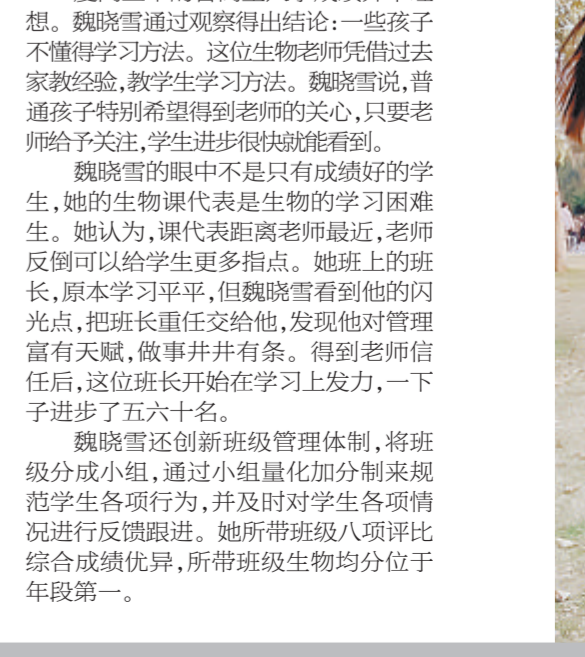 想。魏晓雪通过观察得出结论：一些孩子
不懂得学习方法。这位生物老师凭借过去
家教经验，教学生学习方法。魏晓雪说，普
通孩子特别希望得到老师的关心，只要老
师给予关注，学生进步很快就能看到。
魏晓雪的眼中不是只有成绩好的学
生，她的生物课代表是生物的学习困难
生。她认为，课代表距离老师最近，老师
反倒可以给学生更多指点。她班上的班
长，原本学习平平，但魏晓雪看到他的闪
光点，把班长重任交给他，发现他对管理
富有天赋，做事井井有条。得到老师信
任后，这位班长开始在学习上发力，一下
子进步了五六十名。
魏晓雪还创新班级管理体制，将班
级分成小组，通过小组量化加分制来规
范学生各项行为，并及时对学生各项情
况进行反馈跟进。她所带班级八项评比
综合成绩优异，所带班级生物均分位于
年段第一。